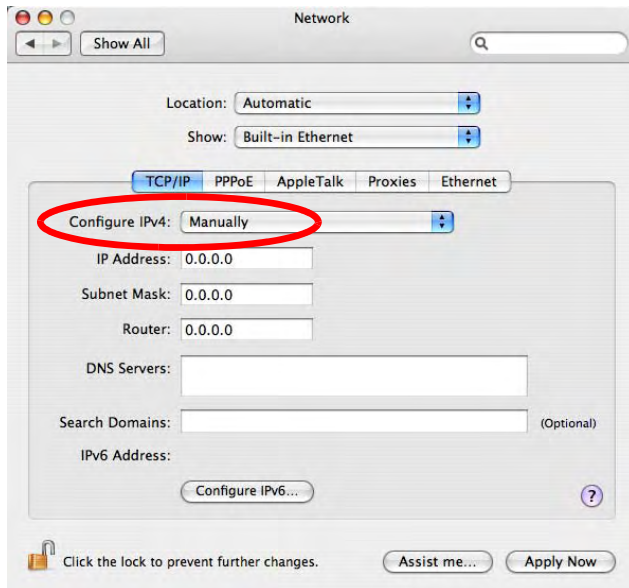 Network
Show All
Location: Automatic
Show: Built-in Ethernet
TCP/IP PPPoE AppleTalk Proxies Ethernet
Configure IPv4: Manually
IP Address: 0.0.0.0
Subnet Mask: 0.0.0.0
Router: 0.0.0.0
DNS Servers:
Search Domains: (Optional)
IPv6 Address:
Configure IPv6...
?
Click the lock to prevent further changes. Assist me... Apply Now